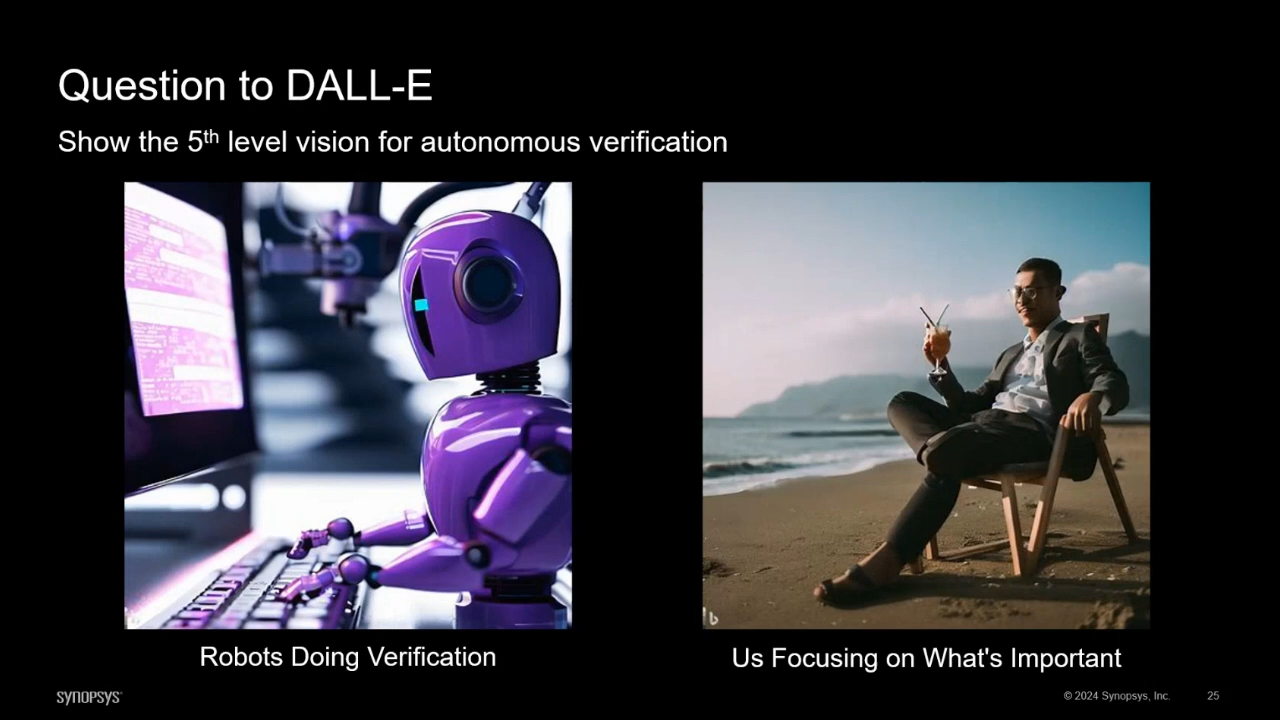 Question to DALL-E
Show the 5th level vision for autonomous verification
Robots Doing Verification
Us Focusing on What's Important
SYNOPSYS®
© 2024 Synopsys, Inc.
25